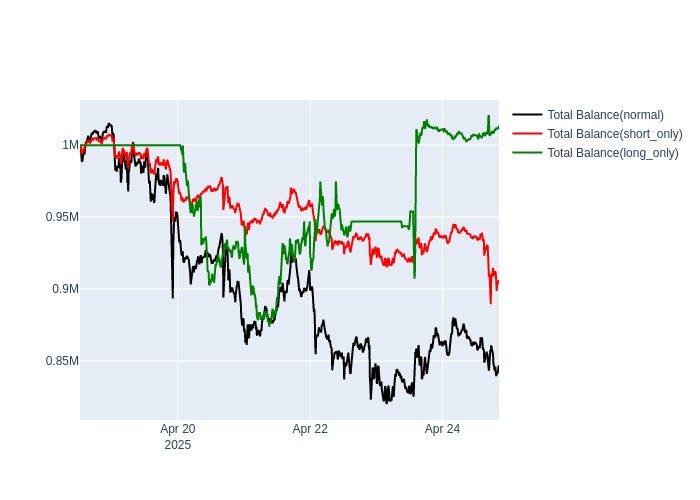 Total Balance(normal)
Total Balance(short_only)
Total Balance(long_only)
1M
0.95M
0.9M
0.85M
Apr 20
2025
Apr 22
Apr 24